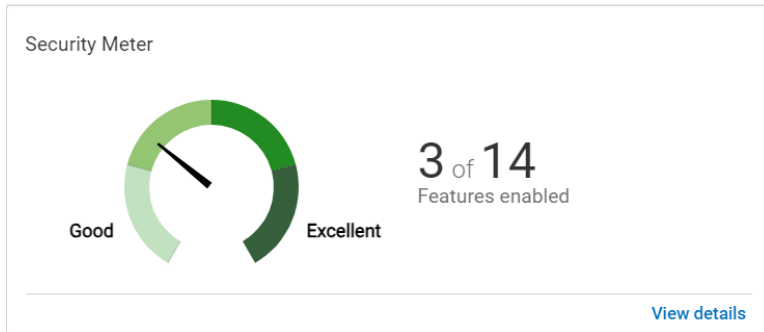 Security Meter
3 of 14
Features enabled
Good
Excellent
View details